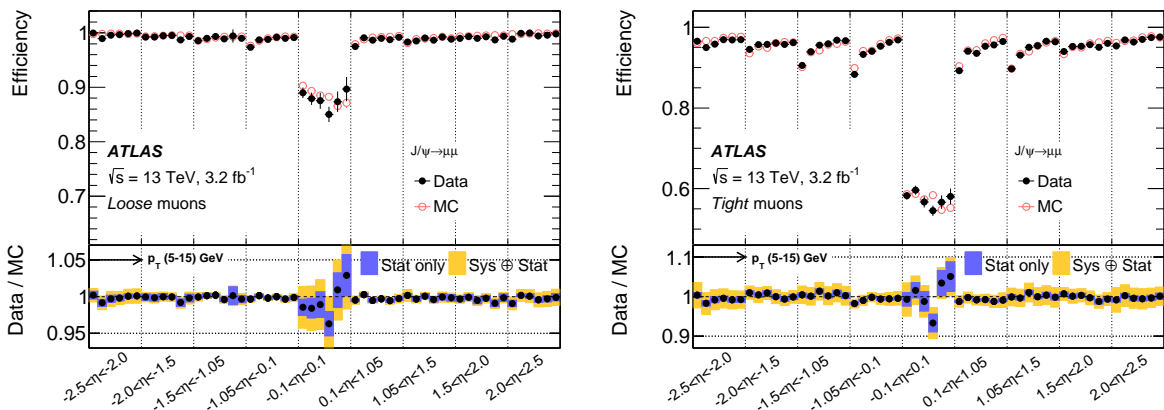 Efficiency
1
0.9
0.8
0.7
ATLAS
√s = 13 TeV, 3.2 fb⁻¹
Loose muons
J/ψ→μμ
Data
MC
Data / MC
1.05
1.00
0.95
p_T (5-15) GeV
Stat only
Sys ⊕ Stat
-2.5<η<-2.0
-2.0<η<-1.5
-1.5<η<-1.05
-1.05<η<-0.1
-0.1<η<0.1
0.1<η<1.05
1.05<η<1.5
1.5<η<2.0
2.0<η<2.5
Efficiency
1
0.9
0.8
0.7
0.6
ATLAS
√s = 13 TeV, 3.2 fb⁻¹
Tight muons
J/ψ→μμ
Data
MC
Data / MC
1.1
1
0.9
p_T (5-15) GeV
Stat only
Sys ⊕ Stat
-2.5<η<-2.0
-2.0<η<-1.5
-1.5<η<-1.05
-1.05<η<-0.1
-0.1<η<0.1
0.1<η<1.05
1.05<η<1.5
1.5<η<2.0
2.0<η<2.5